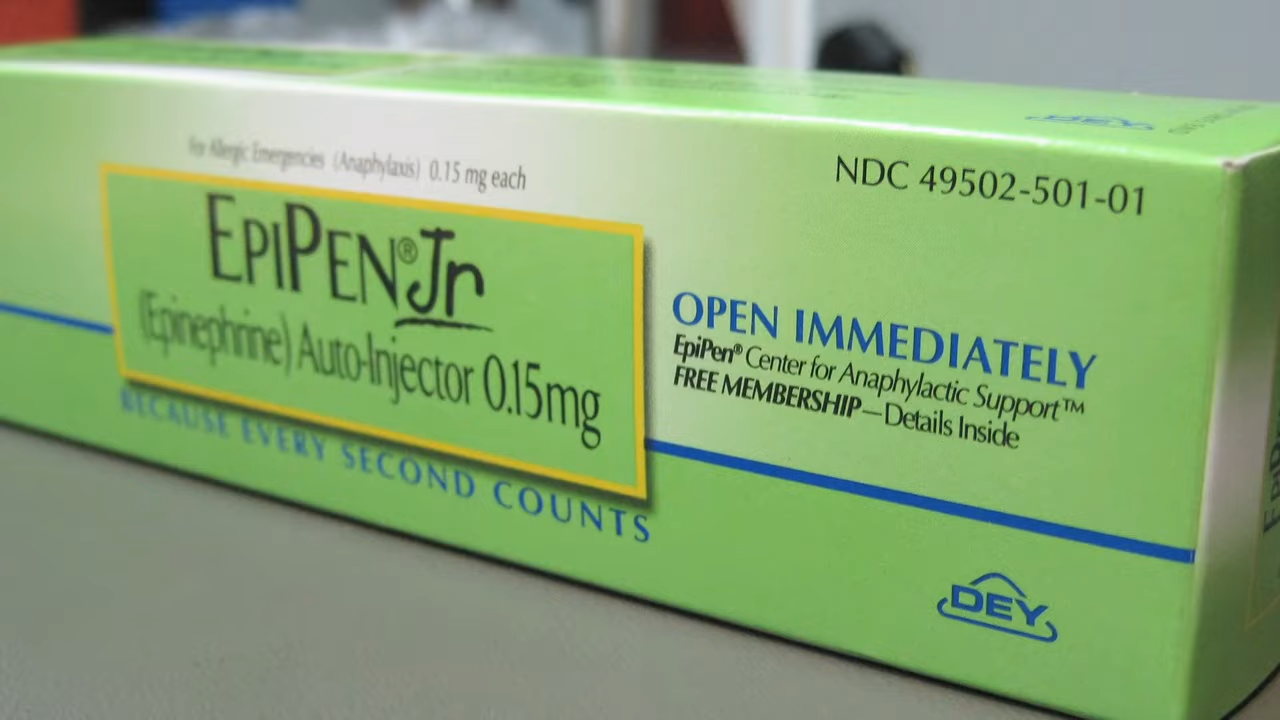 DEY
For Allergic Emergencies (Anaphylaxis) 0.15 mg each
NDC 49502-501-01
EPIPEN® Jr
(Epinephrine) Auto-Injector 0.15mg
BECAUSE EVERY SECOND COUNTS
OPEN IMMEDIATELY
EpiPen® Center for Anaphylactic Support™
FREE MEMBERSHIP—Details Inside
DEY